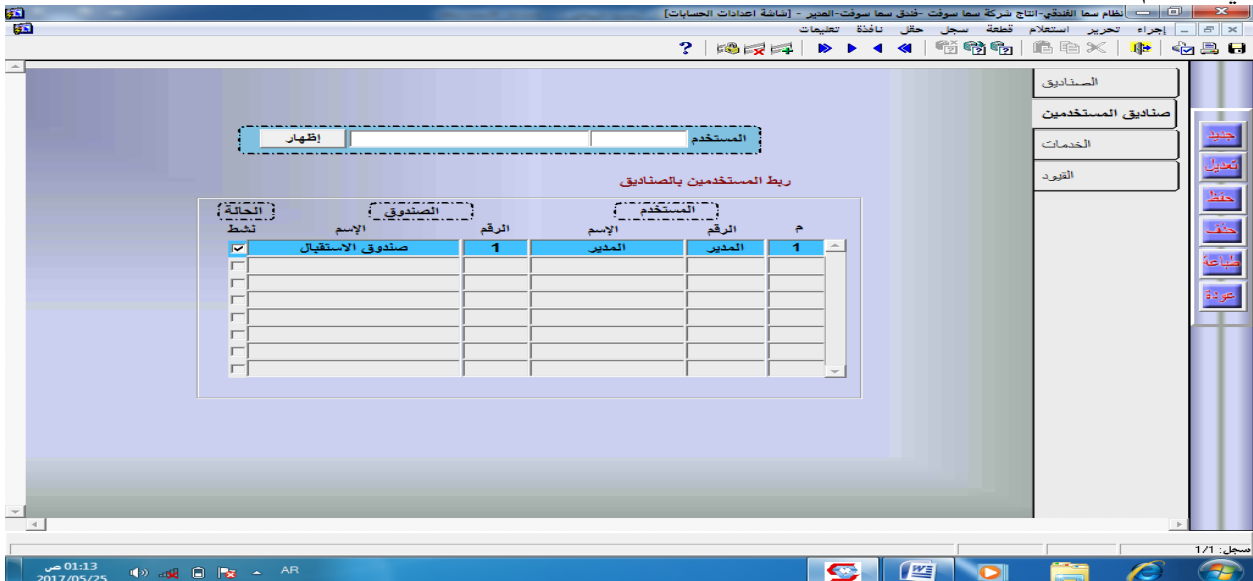 نظام سما الفندقي-انتاج شركة سما سوفت -فندق سما سوفت-المدير - [شاشة اعدادات الحسابات]
إجراء تحرير استعلام قطعة سجل حقل نافذة تعليمات
الصناديق
صناديق المستخدمين
الخدمات
القيود
جديد
تعديل
حفظ
حذف
طباعة
عودة
المستخدم
إظهار
ربط المستخدمين بالصناديق
المستخدم الصندوق الحالة
م الرقم الإسم الرقم الإسم نشط
1 المدير المدير 1 صندوق الاستقبال
سجل: 1/1
AR
01:13 ص
2017/05/25